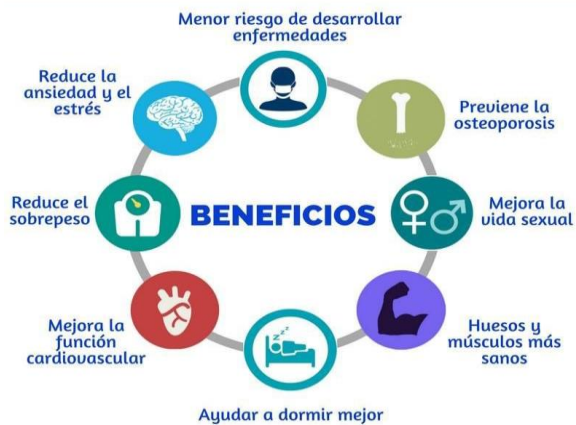 Menor riesgo de desarrollar
enfermedades
Reduce la
ansiedad y el
estrés
Previene la
osteoporosis
Reduce el
sobrepeso
BENEFICIOS
Mejora la
vida sexual
Mejora la
función
cardiovascular
Huesos y
músculos más
sanos
zzz
Ayudar a dormir mejor